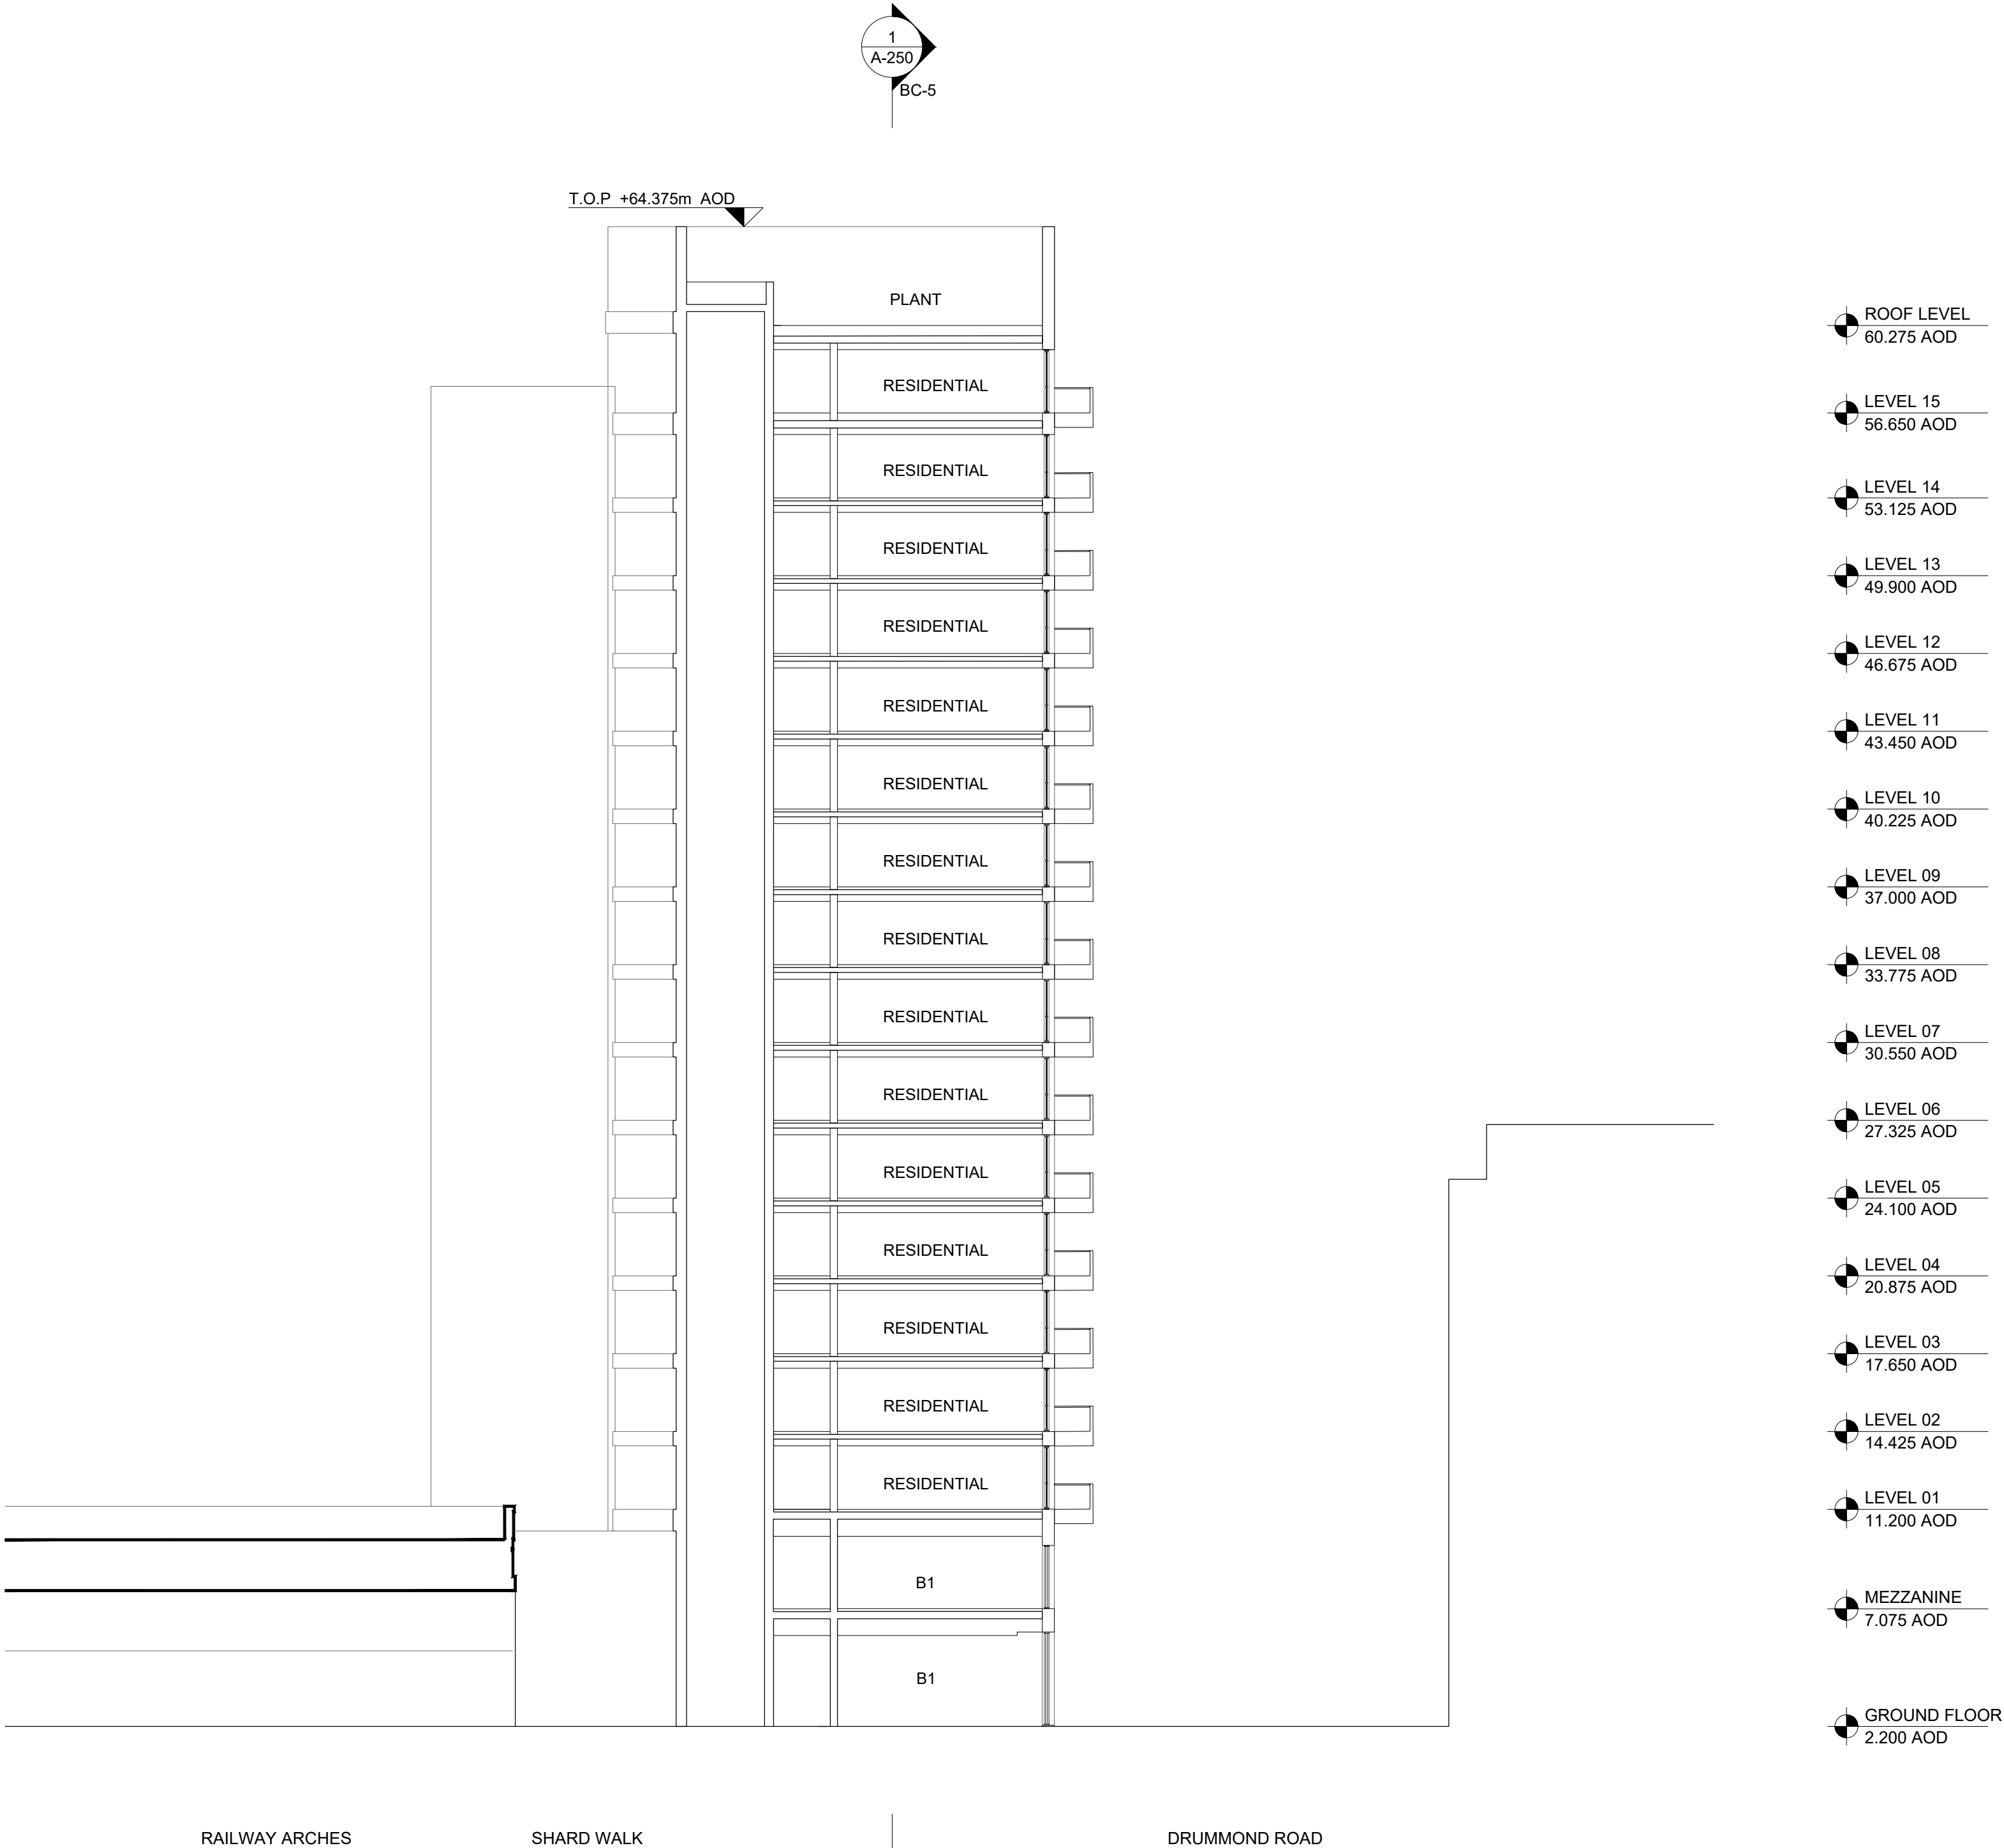 1
A-250
BC-5
T.O.P +64.375m AOD
PLANT
ROOF LEVEL
60.275 AOD
RESIDENTIAL
LEVEL 15
56.650 AOD
RESIDENTIAL
LEVEL 14
53.125 AOD
RESIDENTIAL
LEVEL 13
49.900 AOD
RESIDENTIAL
LEVEL 12
46.675 AOD
RESIDENTIAL
LEVEL 11
43.450 AOD
RESIDENTIAL
LEVEL 10
40.225 AOD
RESIDENTIAL
LEVEL 09
37.000 AOD
RESIDENTIAL
LEVEL 08
33.775 AOD
RESIDENTIAL
LEVEL 07
30.550 AOD
RESIDENTIAL
LEVEL 06
27.325 AOD
RESIDENTIAL
LEVEL 05
24.100 AOD
RESIDENTIAL
LEVEL 04
20.875 AOD
RESIDENTIAL
LEVEL 03
17.650 AOD
RESIDENTIAL
LEVEL 02
14.425 AOD
RESIDENTIAL
LEVEL 01
11.200 AOD
B1
MEZZANINE
7.075 AOD
B1
GROUND FLOOR
2.200 AOD
RAILWAY ARCHES
SHARD WALK
DRUMMOND ROAD